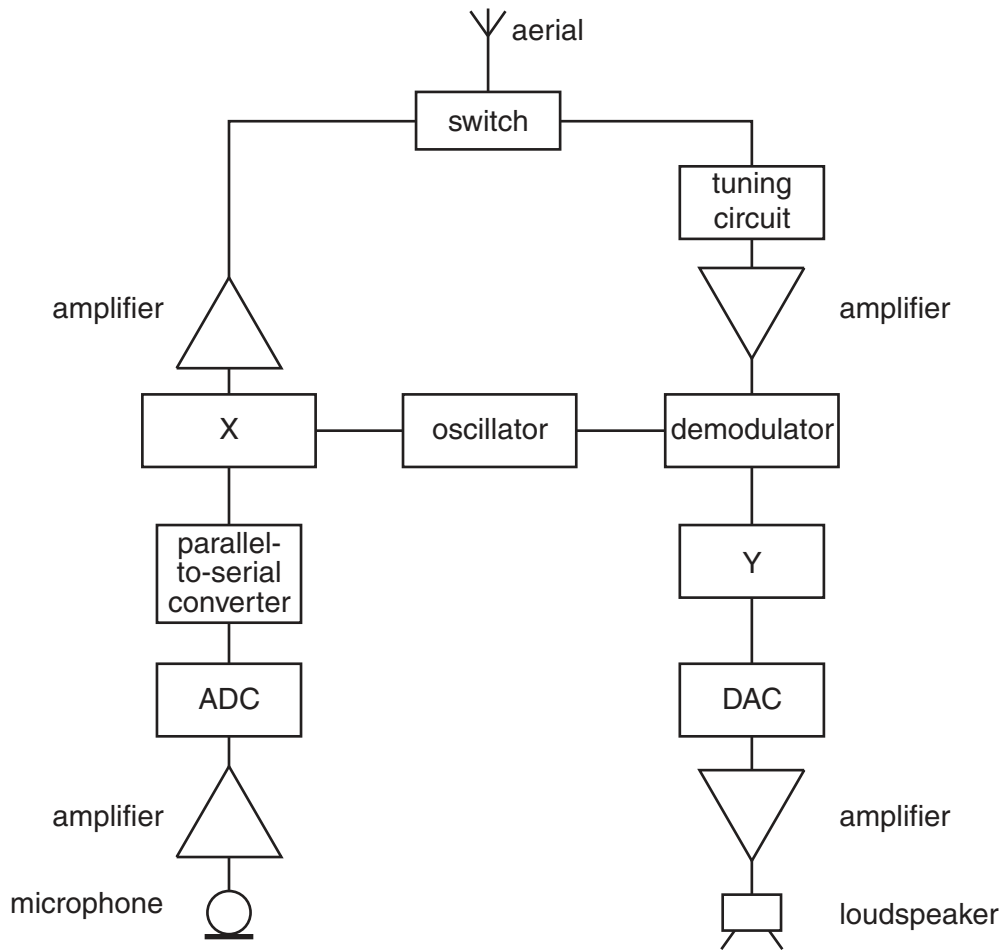 aerial
switch
tuning
circuit
amplifier
amplifier
X
oscillator
demodulator
parallel-
to-serial
converter
Y
ADC
DAC
amplifier
amplifier
microphone
loudspeaker